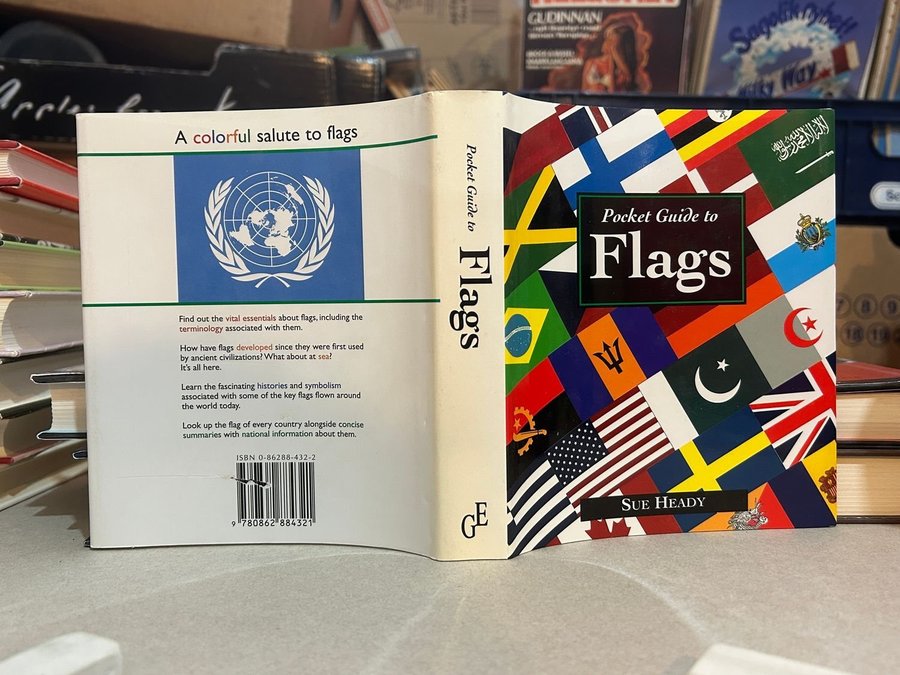 A colorful salute to flags
Find out the vital essentials about flags, including the
terminology associated with them.
How have flags developed since they were first used
by ancient civilizations? What about at sea?
It's all here.
Learn the fascinating histories and symbolism
associated with some of the key flags flown around
the world today.
Look up the flag of every country alongside concise
summaries with national information about them.
ISBN 0-86288-432-2
9 780862 884321
Pocket Guide to
Flags
GE
Pocket Guide to
Flags
SUE HEADY
GUDINNAN
Milky Way